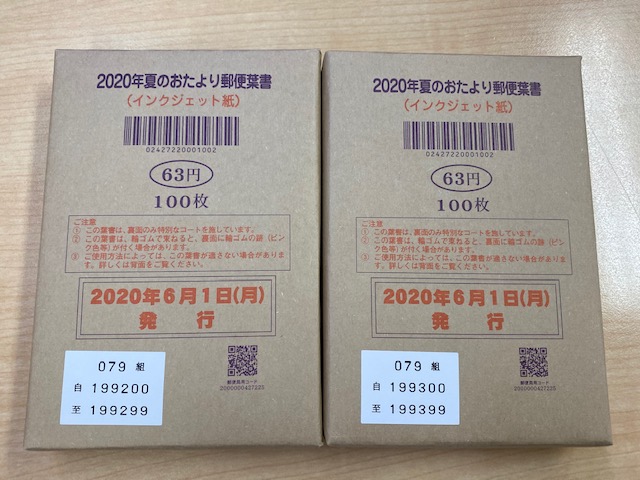 2020年夏のおたより郵便葉書
(インクジェット紙)
02427220001002
63円
100枚
ご注意
① この葉書は、裏面のみ特別なコートを施しています。
② この葉書は、輪ゴムで束ねると、裏面に輪ゴムの跡(ピン
ク色等)が付く場合があります。
③ ご使用方法によっては、この葉書が適さない場合がありま
す。詳しくは背面をご覧ください。
2020年6月1日(月)
発行
079 組
自 199200
至 199299
郵便局用コード
2020年夏のおたより郵便葉書
(インクジェット紙)
02427220001002
63円
100枚
ご注意
① この葉書は、裏面のみ特別なコートを施しています。
② この葉書は、輪ゴムで束ねると、裏面に輪ゴムの跡(ピン
ク色等)が付く場合があります。
③ ご使用方法によっては、この葉書が適さない場合がありま
す。詳しくは背面をご覧ください。
2020年6月1日(月)
発行
079 組
自 199300
至 199399
郵便局用コード